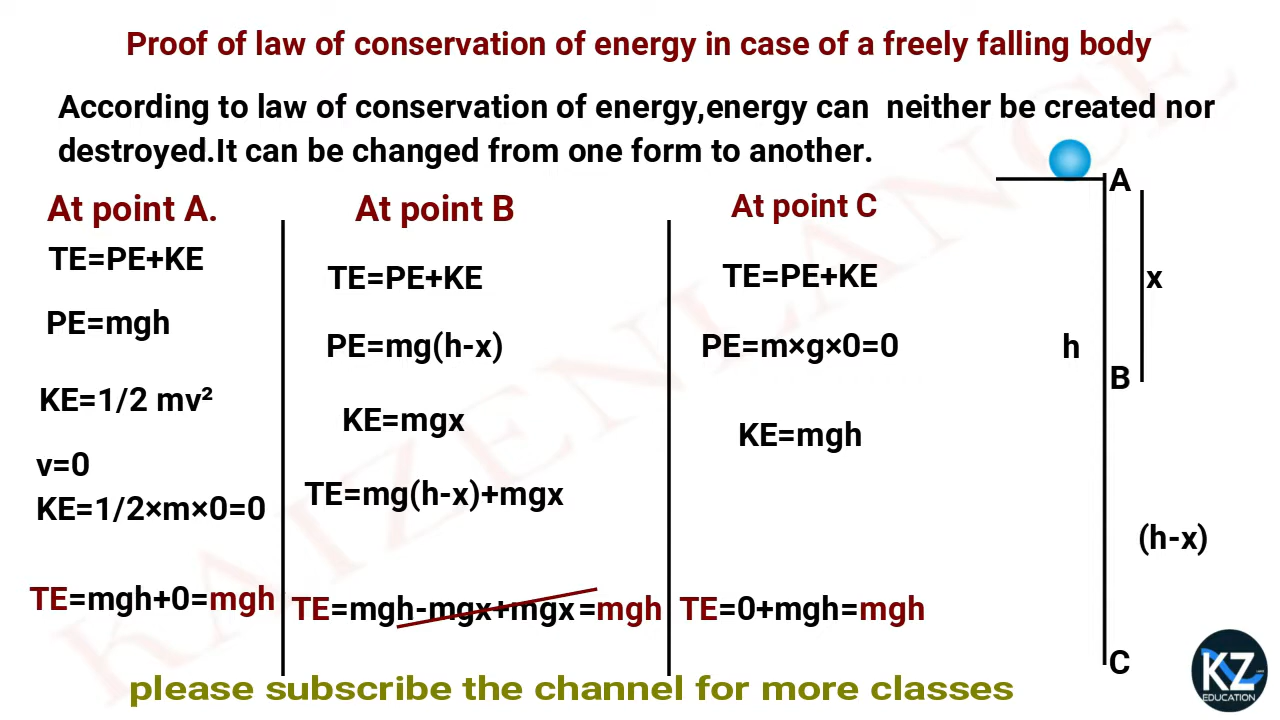 Proof of law of conservation of energy in case of a freely falling body
According to law of conservation of energy,energy can  neither be created nor
destroyed.It can be changed from one form to another.
At point A.
TE=PE+KE
PE=mgh
KE=1/2 mv²
v=0
KE=1/2×m×0=0
TE=mgh+0=mgh
At point B
TE=PE+KE
PE=mg(h-x)
KE=mgx
TE=mg(h-x)+mgx
TE=mgh-mgx+mgx=mgh
At point C
TE=PE+KE
PE=m×g×0=0
KE=mgh
TE=0+mgh=mgh
A
x
h
B
(h-x)
C
please subscribe the channel for more classes
KZ
EDUCATION
KAIZENLANCE